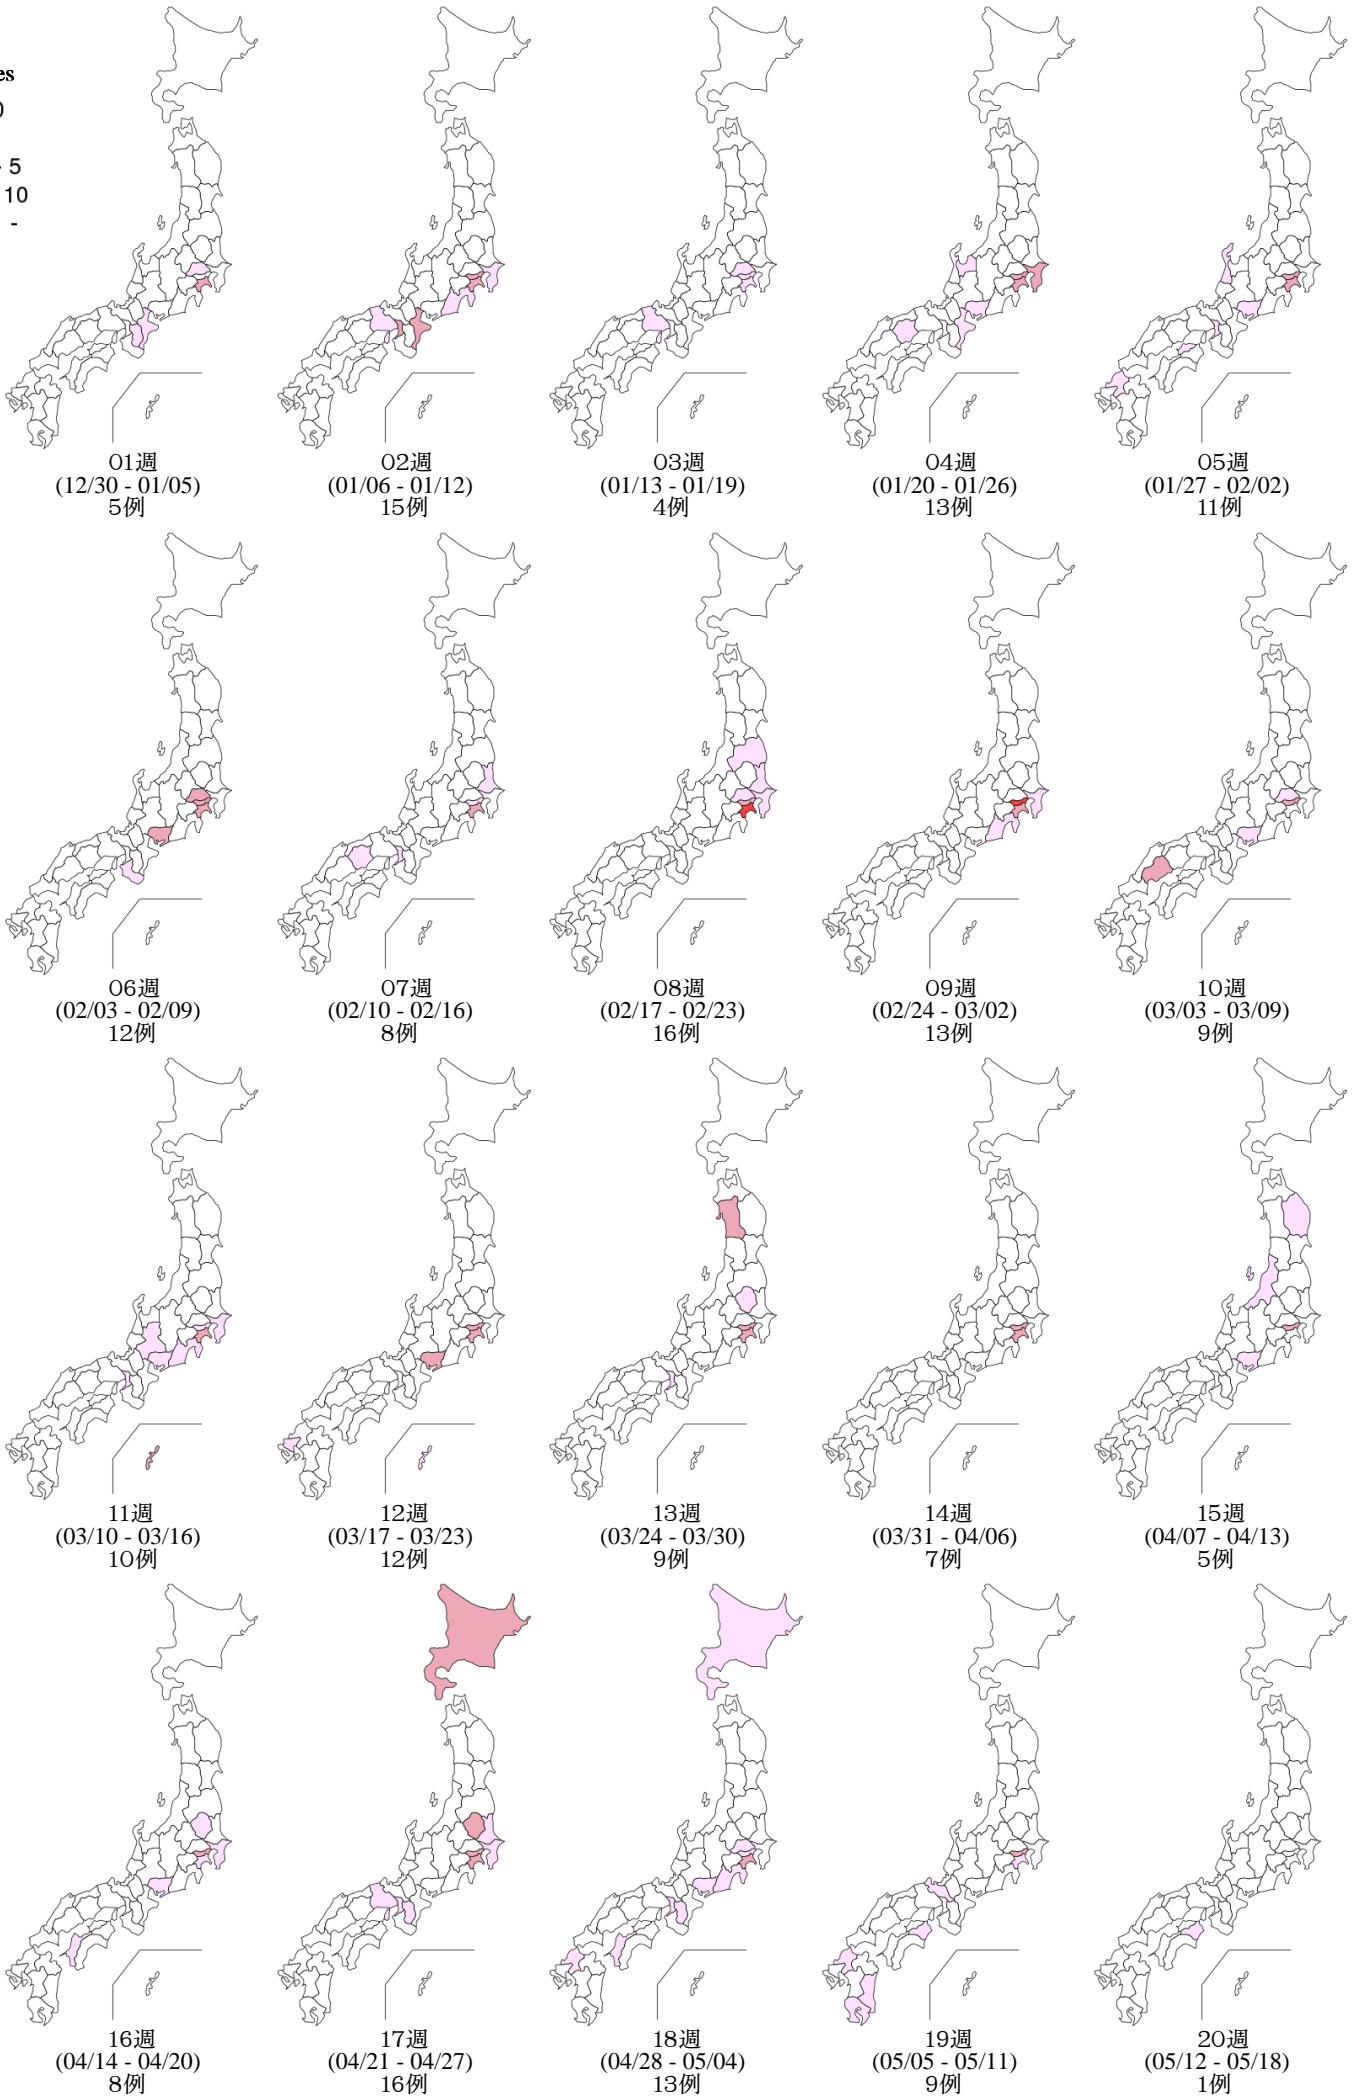 es
0
- 5
10
-
01週
(12/30 - 01/05)
5例
02週
(01/06 - 01/12)
15例
03週
(01/13 - 01/19)
4例
04週
(01/20 - 01/26)
13例
05週
(01/27 - 02/02)
11例
06週
(02/03 - 02/09)
12例
07週
(02/10 - 02/16)
8例
08週
(02/17 - 02/23)
16例
09週
(02/24 - 03/02)
13例
10週
(03/03 - 03/09)
9例
11週
(03/10 - 03/16)
10例
12週
(03/17 - 03/23)
12例
13週
(03/24 - 03/30)
9例
14週
(03/31 - 04/06)
7例
15週
(04/07 - 04/13)
5例
16週
(04/14 - 04/20)
8例
17週
(04/21 - 04/27)
16例
18週
(04/28 - 05/04)
13例
19週
(05/05 - 05/11)
9例
20週
(05/12 - 05/18)
1例